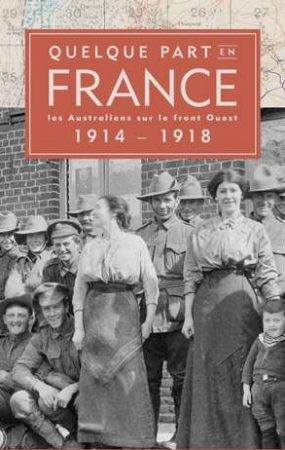 QUELQUE PART EN
FRANCE
les Australiens sur le front Ouest
1914 – 1918